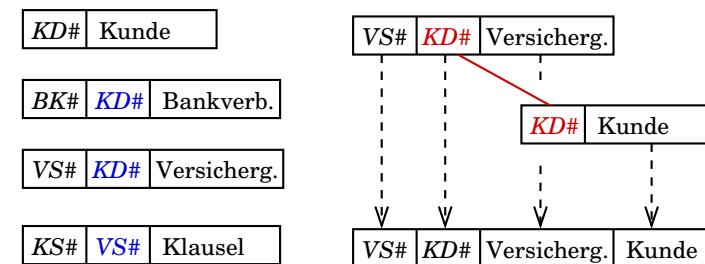 KD# Kunde
BK# KD# Bankverb.
VS# KD# Versicherg.
KS# VS# Klausel
VS# KD# Versicherg.
KD# Kunde
VS# KD# Versicherg. Kunde